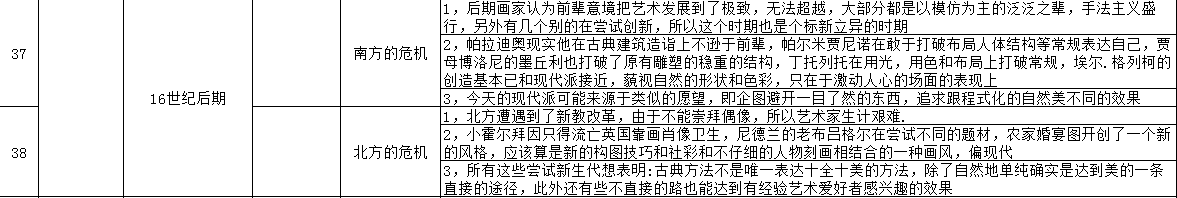 37
16世纪后期
南方的危机
1，后期画家认为前辈意境把艺术发展到了极致，无法超越，大部分都是以模仿为主的泛泛之辈，手法主义盛
行，另外有几个别的在尝试创新，所以这个时期也是个标新立异的时期
2，帕拉迪奥现实他在古典建筑造诣上不逊于前辈，帕尔米贾尼诺在敢于打破布局人体结构等常规表达自己，贾
母博洛尼的墨丘利也打破了原有雕塑的稳重的结构，丁托列托在用光，用色和布局上打破常规，埃尔.格列柯的
创造基本已和现代派接近，藐视自然的形状和色彩，只在于激动人心的场面的表现上
3，今天的现代派可能来源于类似的愿望，即企图避开一目了然的东西，追求跟程式化的自然美不同的效果
38
北方的危机
1，北方遭遇到了新教改革，由于不能崇拜偶像，所以艺术家生计艰难.
2，小霍尔拜因只得流亡英国靠画肖像卫生，尼德兰的老布吕格尔在尝试不同的题材，农家婚宴图开创了一个新
的风格，应该算是新的构图技巧和社彩和不仔细的人物刻画相结合的一种画风，偏现代
3，所有这些尝试新生代想表明:古典方法不是唯一表达十全十美的方法，除了自然地单纯确实是达到美的一条
直接的途径，此外还有些不直接的路也能达到有经验艺术爱好者感兴趣的效果